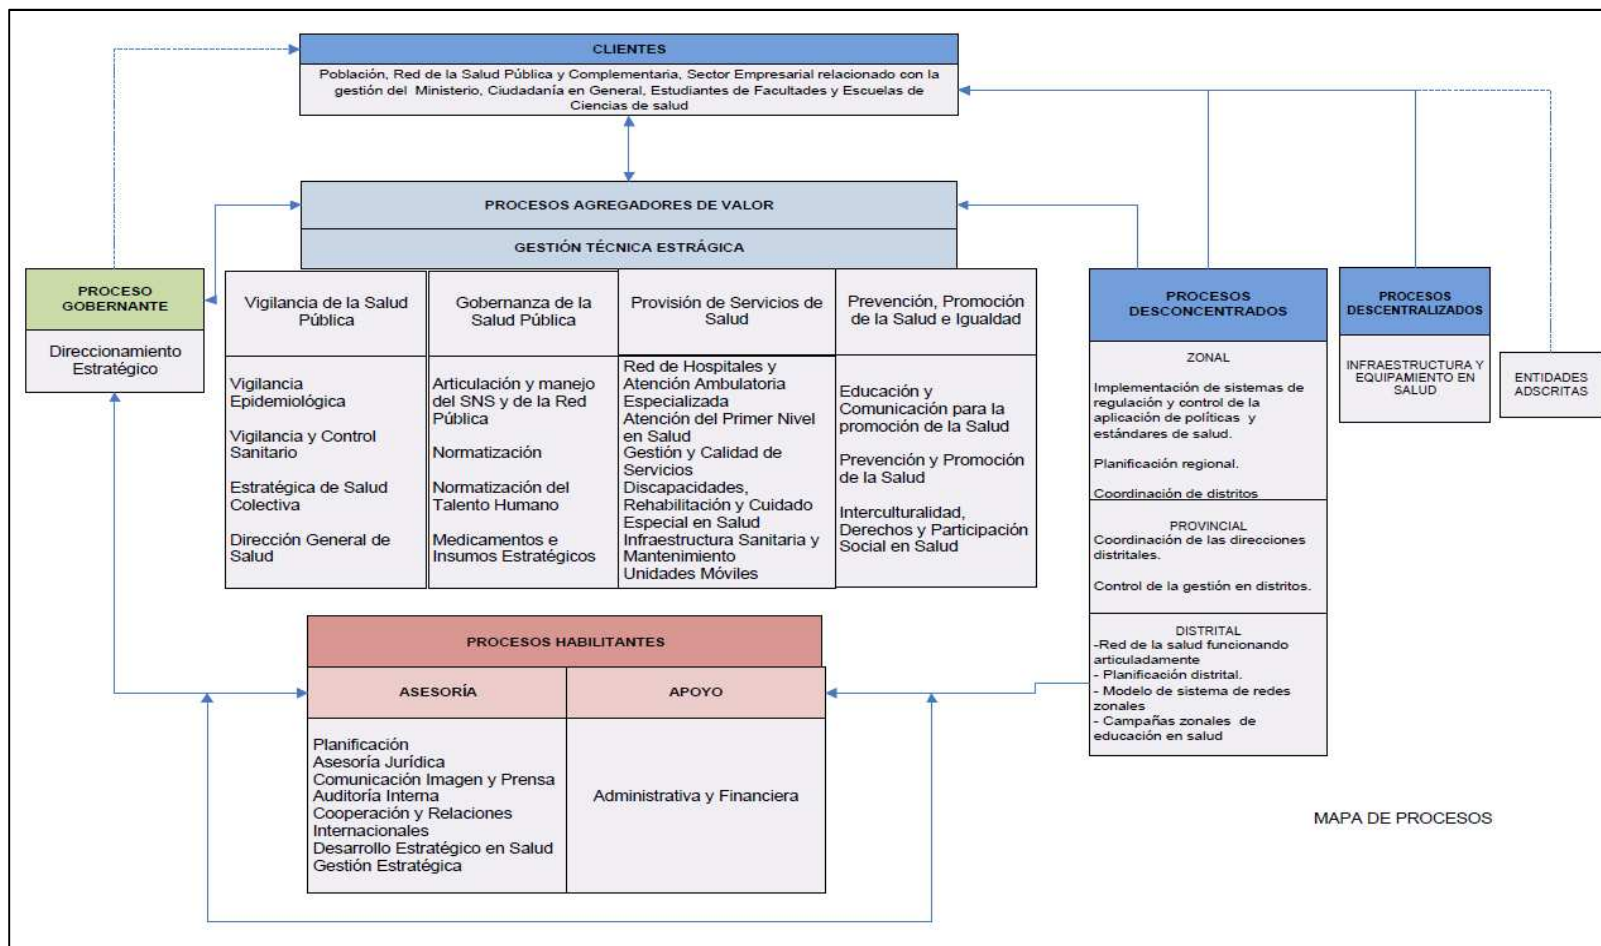 CLIENTES
Población, Red de la Salud Pública y Complementaria, Sector Empresarial relacionado con la
gestión del Ministerio, Ciudadanía en General, Estudiantes de Facultades y Escuelas de
Ciencias de salud
PROCESOS AGREGADORES DE VALOR
GESTIÓN TÉCNICA ESTRÁGICA
PROCESO
GOBERNANTE
Direccionamiento
Estratégico
Vigilancia de la Salud
Pública
Vigilancia
Epidemiológica
Vigilancia y Control
Sanitario
Estratégica de Salud
Colectiva
Dirección General de
Salud
Gobernanza de la
Salud Pública
Articulación y manejo
del SNS y de la Red
Pública
Normatización
Normatización del
Talento Humano
Medicamentos e
Insumos Estratégicos
Provisión de Servicios de
Salud
Red de Hospitales y
Atención Ambulatoria
Especializada
Atención del Primer Nivel
en Salud
Gestión y Calidad de
Servicios
Discapacidades,
Rehabilitación y Cuidado
Especial en Salud
Infraestructura Sanitaria y
Mantenimiento
Unidades Móviles
Prevención, Promoción
de la Salud e Igualdad
Educación y
Comunicación para la
promoción de la Salud
Prevención y Promoción
de la Salud
Interculturalidad,
Derechos y Participación
Social en Salud
PROCESOS
DESCONCENTRADOS
ZONAL
Implementación de sistemas de
regulación y control de la
aplicación de políticas y
estándares de salud.
Planificación regional.
Coordinación de distritos
PROVINCIAL
Coordinación de las direcciones
distritales.
Control de la gestión en distritos.
DISTRITAL
-Red de la salud funcionando
articuladamente
- Planificación distrital.
- Modelo de sistema de redes
zonales
- Campañas zonales de
educación en salud
PROCESOS
DESCENTRALIZADOS
INFRAESTRUCTURA Y
EQUIPAMIENTO EN
SALUD
ENTIDADES
ADSCRITAS
PROCESOS HABILITANTES
ASESORÍA
Planificación
Asesoría Jurídica
Comunicación Imagen y Prensa
Auditoría Interna
Cooperación y Relaciones
Internacionales
Desarrollo Estratégico en Salud
Gestión Estratégica
APOYO
Administrativa y Financiera
MAPA DE PROCESOS